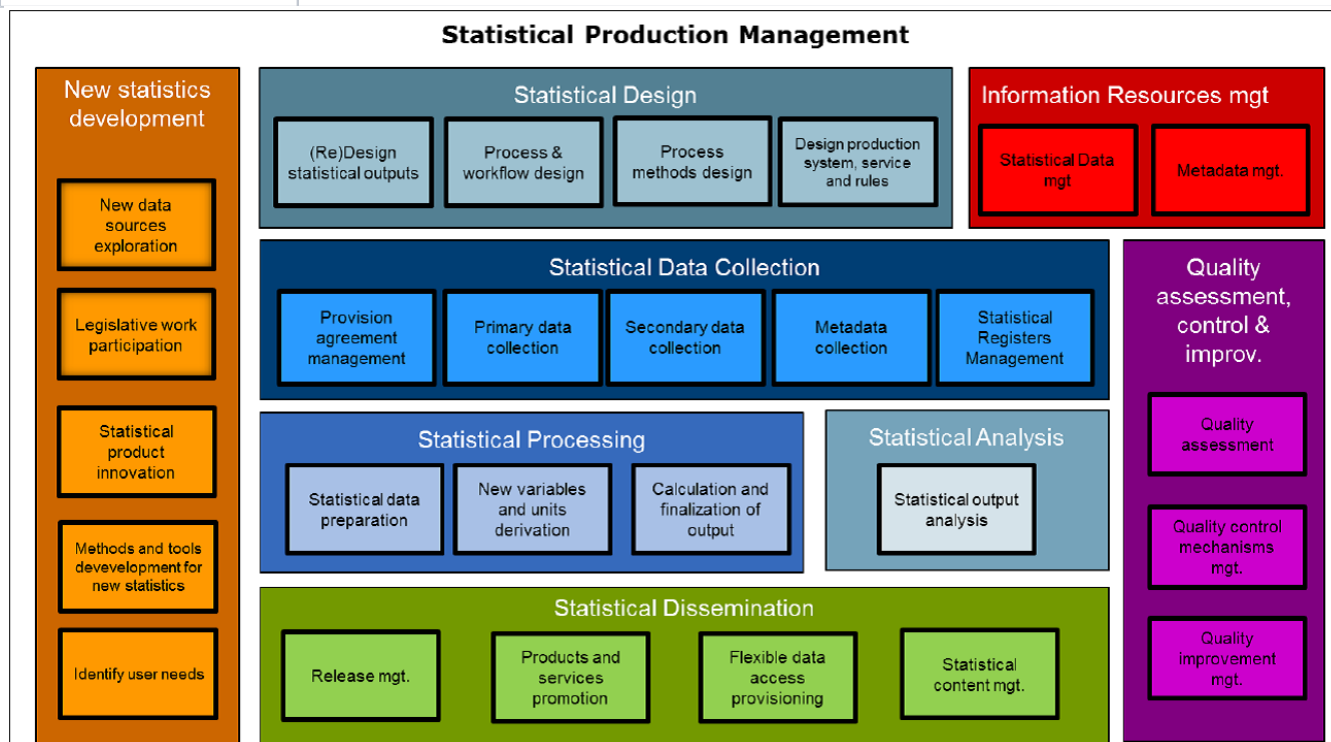 Statistical Production Management
New statistics
development
New data
sources
exploration
Legislative work
participation
Statistical
product
innovation
Methods and tools
devevelopment for
new statistics
Identify user needs
Statistical Design
(Re)Design
statistical outputs
Process &
workflow design
Process
methods design
Design production
system, service
and rules
Information Resources mgt
Statistical Data
mgt
Metadata mgt.
Statistical Data Collection
Provision
agreement
management
Primary data
collection
Secondary data
collection
Metadata
collection
Statistical
Registers
Management
Quality
assessment,
control &
improv.
Quality
assessment
Quality control
mechanisms
mgt.
Quality
improvement
mgt.
Statistical Processing
Statistical data
preparation
New variables
and units
derivation
Calculation and
finalization of
output
Statistical Analysis
Statistical output
analysis
Statistical Dissemination
Release mgt.
Products and
services
promotion
Flexible data
access
provisioning
Statistical
content mgt.